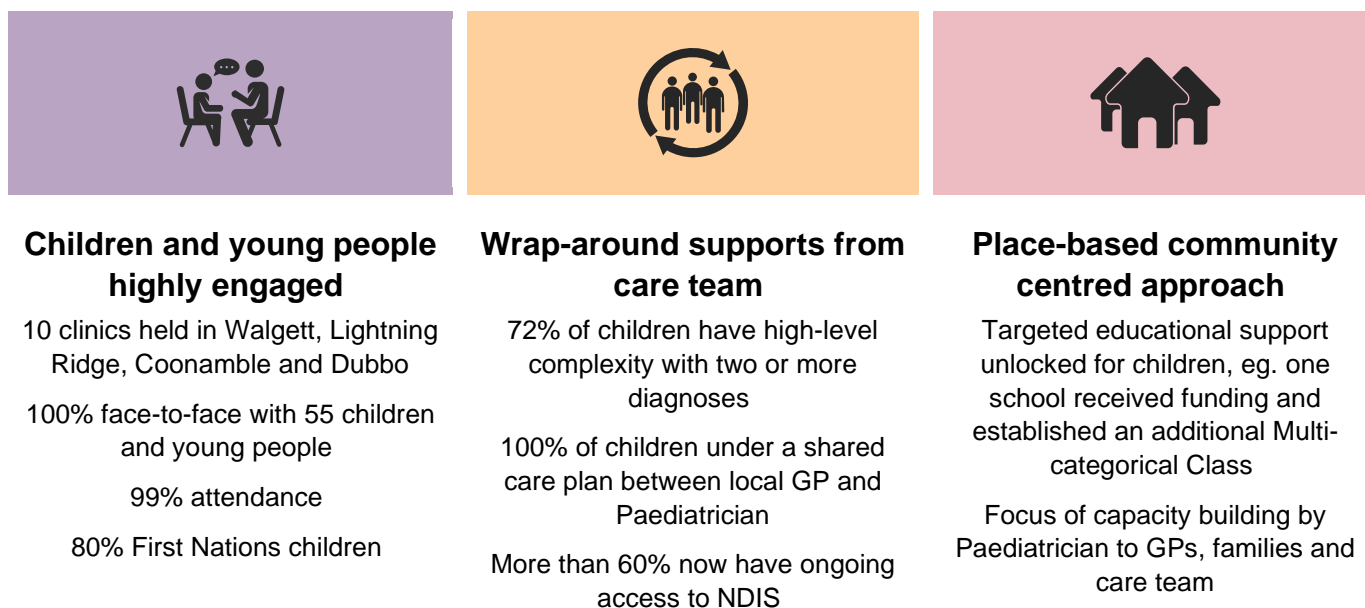 Children and young people
highly engaged
10 clinics held in Walgett, Lightning
Ridge, Coonamble and Dubbo
100% face-to-face with 55 children
and young people
99% attendance
80% First Nations children
Wrap-around supports from
care team
72% of children have high-level
complexity with two or more
diagnoses
100% of children under a shared
care plan between local GP and
Paediatrician
More than 60% now have ongoing
access to NDIS
Place-based community
centred approach
Targeted educational support
unlocked for children, eg. one
school received funding and
established an additional Multi-
categorical Class
Focus of capacity building by
Paediatrician to GPs, families and
care team